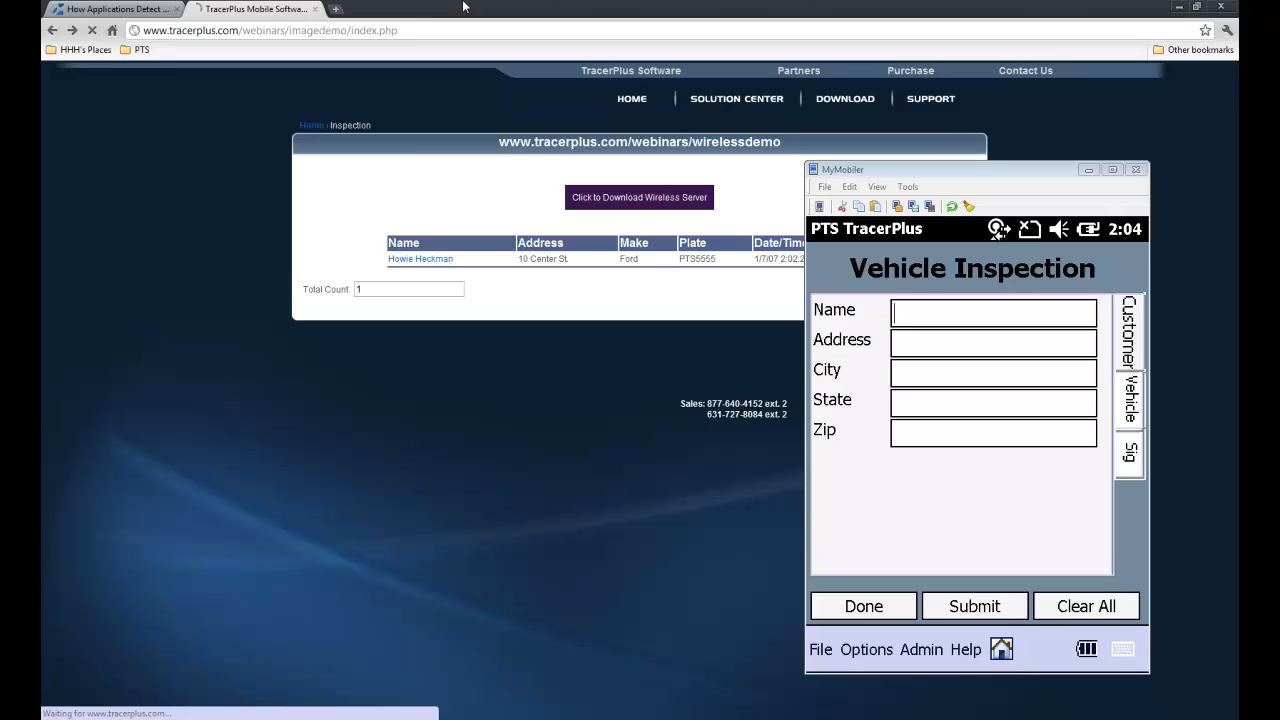 How Applications Detect ...
TracerPlus Mobile Softwa...
www.tracerplus.com/webinars/imagedemo/index.php
HHH's Places
PTS
Other bookmarks
TracerPlus Software
Partners
Purchase
Contact Us
HOME
SOLUTION CENTER
DOWNLOAD
SUPPORT
Home › Inspection
www.tracerplus.com/webinars/wirelessdemo
Click to Download Wireless Server
Name Address Make Plate Date/Time
Howie Heckman 10 Center St. Ford PTS5555 1/7/07 2:02:2
Total Count: 1
Sales: 877-640-4152 ext. 2
631-727-8084 ext. 2
MyMobiler
File Edit View Tools
PTS TracerPlus 2:04
Vehicle Inspection
Name
Address
City
State
Zip
Customer
Vehicle
Sig
Done Submit Clear All
File Options Admin Help
Waiting for www.tracerplus.com...